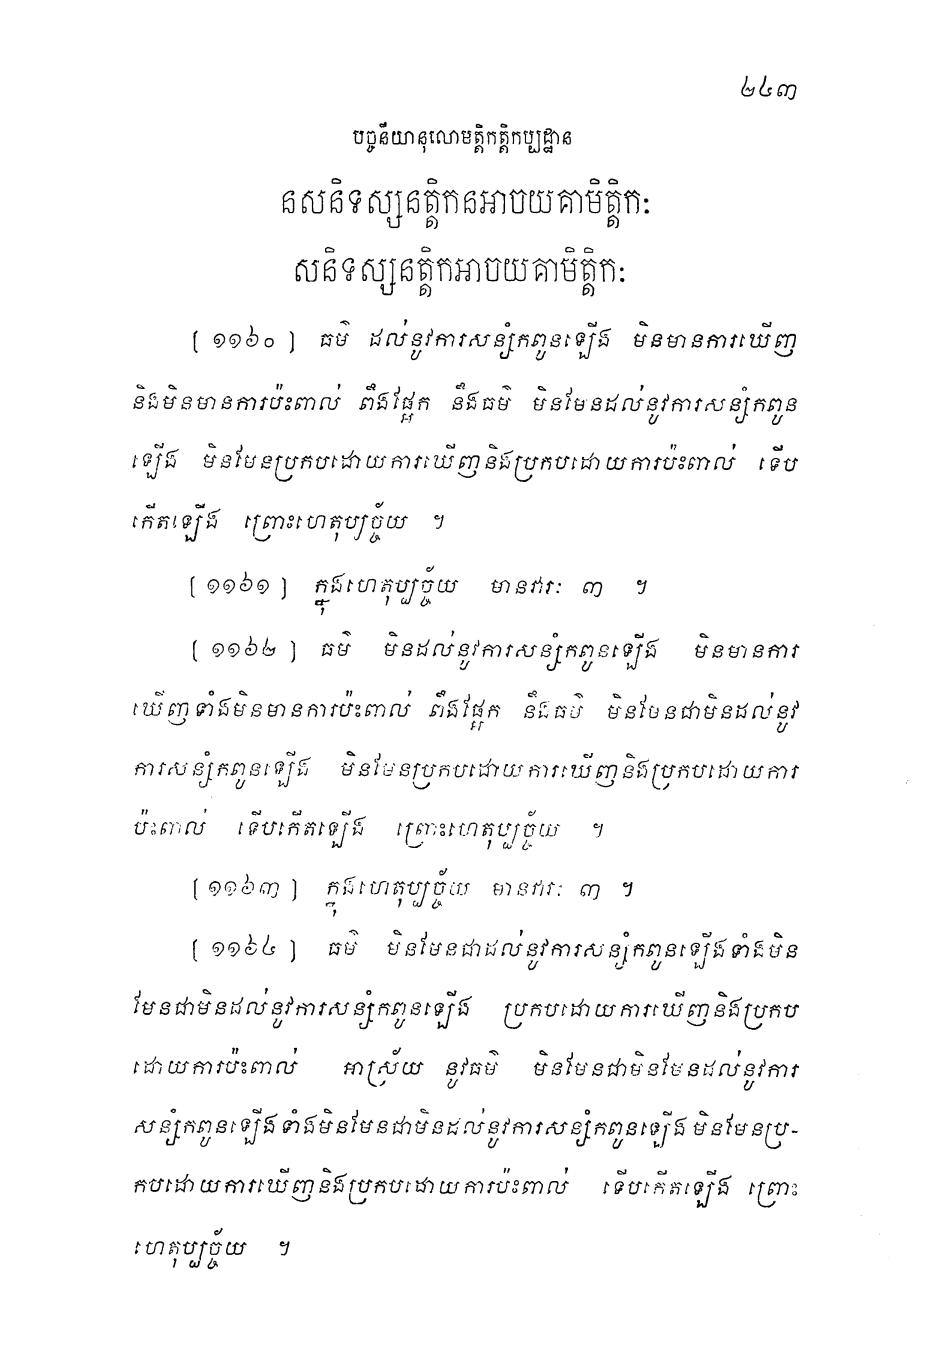 ២៤៣
បច្ចនីយានុលោមត្តិកត្តិកប្បដ្ឋាន
នសនិទស្សនត្តិកនអាចយគាមិត្តិកៈ
សនិទស្សនត្តិកអាចយគាមិត្តិកៈ
[ ១១៦០ ] ធម៌ ដល់នូវការសន្សំកពូនឡើង មិនមានការឃើញ
និងមិនមានការប៉ះពាល់ ពឹងផ្អែក នឹងធម៌ មិនមែនដល់នូវការសន្សំកពូន
ឡើង មិនមែនប្រកបដោយការឃើញនិងប្រកបដោយការប៉ះពាល់ ទើប
កើតឡើង ព្រោះហេតុប្បច្ច័យ ។
[ ១១៦១ ] ក្នុងហេតុប្បច្ច័យ មានវារៈ ៣ ។
[ ១១៦២ ] ធម៌ មិនដល់នូវការសន្សំកពូនឡើង មិនមានការ
ឃើញទាំងមិនមានការប៉ះពាល់ ពឹងផ្អែក នឹងធម៌ មិនមែនជាមិនដល់នូវ
ការសន្សំកពូនឡើង មិនមែនប្រកបដោយការឃើញនិងប្រកបដោយការ
ប៉ះពាល់ ទើបកើតឡើង ព្រោះហេតុប្បច្ច័យ ។
[ ១១៦៣ ] ក្នុងហេតុប្បច្ច័យ មានវារៈ ៣ ។
[ ១១៦៤ ] ធម៌ មិនមែនជាដល់នូវការសន្សំកពូនឡើងទាំងមិន
មែនជាមិនដល់នូវការសន្សំកពូនឡើង ប្រកបដោយការឃើញនិងប្រកប
ដោយការប៉ះពាល់ អាស្រ័យ នូវធម៌ មិនមែនជាមិនមែនដល់នូវការ
សន្សំកពូនឡើងទាំងមិនមែនជាមិនដល់នូវការសន្សំកពូនឡើងមិនមែនប្រ-
កបដោយការឃើញនិងប្រកបដោយការប៉ះពាល់ ទើបកើតឡើង ព្រោះ
ហេតុប្បច្ច័យ ។